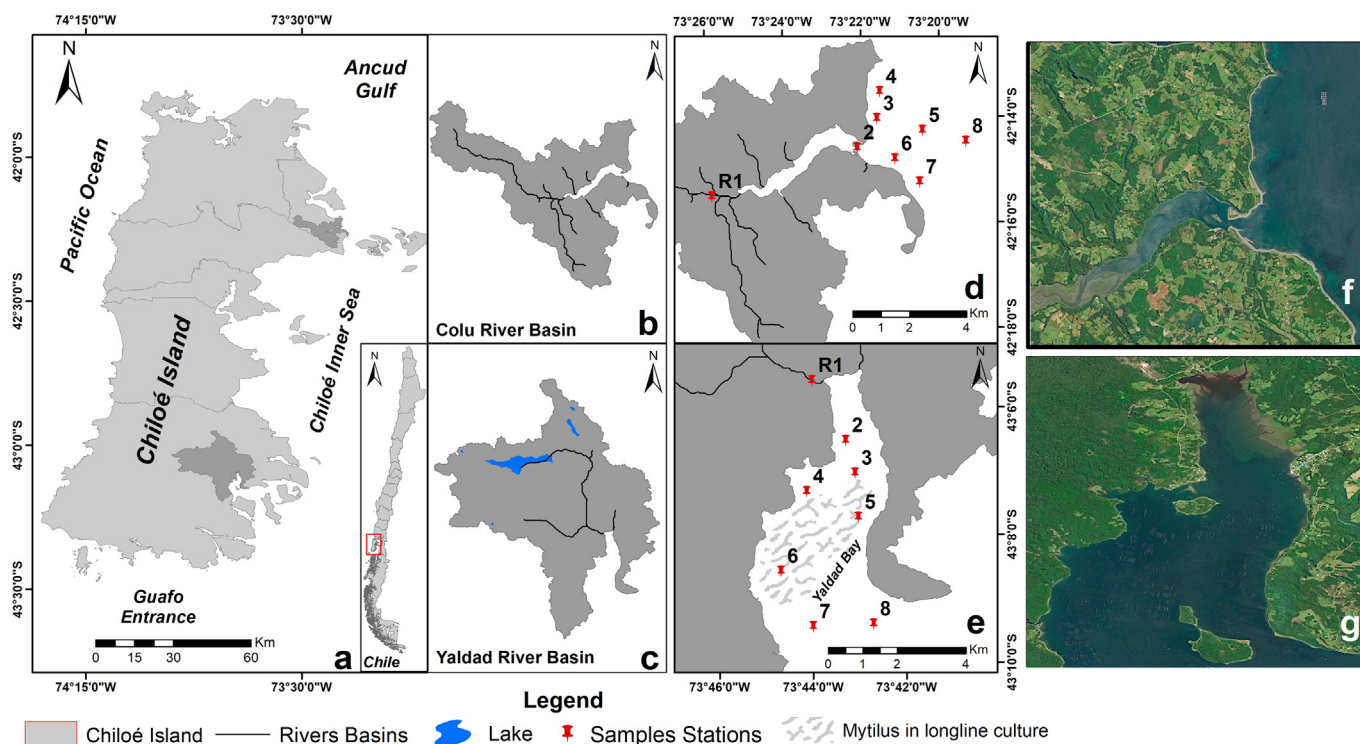 74°15'0"W
73°30'0"W
N
Ancud
Gulf
Pacific Ocean
42°0'0"S
42°30'0"S
43°0'0"S
43°30'0"S
Chiloé Island
Chiloé Inner Sea
Guafo
Entrance
Km
0 15 30 60
a
74°15'0"W
73°30'0"W
N
Chile
N
Colu River Basin
b
N
Yaldad River Basin
c
73°26'0"W
73°24'0"W
73°22'0"W
73°20'0"W
N
4
3
2
5
6
8
7
R1
42°14'0"S
42°16'0"S
42°18'0"S
d
Km
0 1 2 4
N
R1
2
3
4
5
6
7
8
Yaldad Bay
43°6'0"S
43°8'0"S
43°10'0"S
e
Km
0 1 2 4
73°46'0"W
73°44'0"W
73°42'0"W
f
g
Legend
Chiloé Island
Rivers Basins
Lake
Samples Stations
Mytilus in longline culture